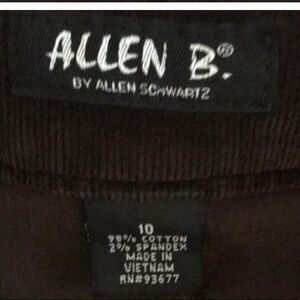 ALLEN B.®
BY ALLEN SCHWARTZ
10
98% COTTON
2% SPANDEX
MADE IN
VIETNAM
RN#93677